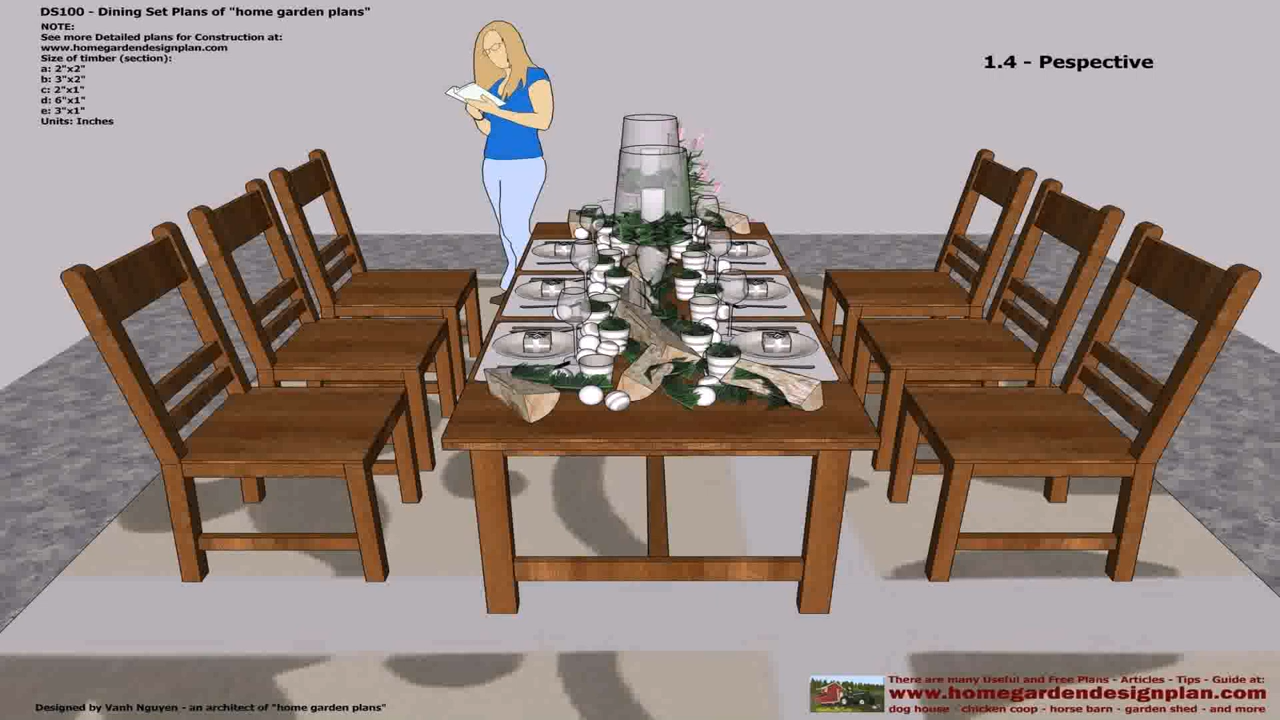 DS100 - Dining Set Plans of "home garden plans"
NOTE:
See more Detailed plans for Construction at:
www.homegardendesignplan.com
Size of timber (section):
a: 2"x2"
b: 3"x2"
c: 2"x1"
d: 6"x1"
e: 3"x1"
Units: Inches
1.4 - Pespective
Designed by Vanh Nguyen - an architect of "home garden plans"
There are many Useful and Free Plans - Articles - Tips - Guide at:
www.homegardendesignplan.com
dog house - chicken coop - horse barn - garden shed - and more